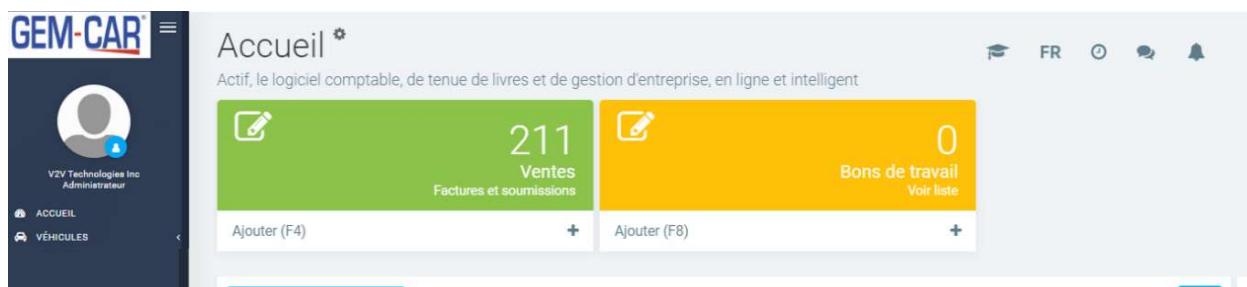 GEM-CAR
V2V Technologies Inc
Administrateur
ACCUEIL
VÉHICULES
Accueil
Actif, le logiciel comptable, de tenue de livres et de gestion d'entreprise, en ligne et intelligent
FR
211
Ventes
Factures et soumissions
Ajouter (F4)
0
Bons de travail
Voir liste
Ajouter (F8)